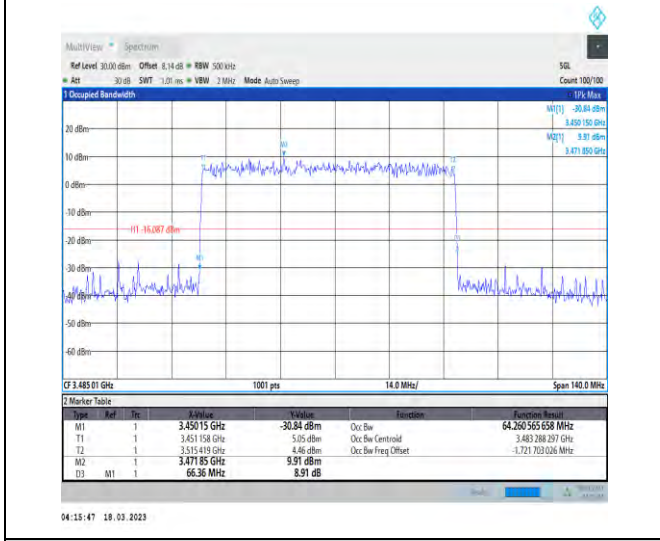 MultiView Spectrum
Ref Level 30.00 dBm Offset 8.14 dB RBW 500 kHz SGL
Att 30 dB SWT 1.01 ms VBW 2 MHz Mode Auto Sweep Count 100/100
1 Occupied Bandwidth 1Pk Max
M1[1] -30.84 dBm
3.450 150 GHz
M2[1] 9.91 dBm
3.471 850 GHz
20 dBm
M2
10 dBm
T1 T2
0 dBm
-10 dBm
H1 -16.087 dBm
-20 dBm
D3
M1
-30 dBm
-40 dBm
-50 dBm
-60 dBm
CF 3.485 01 GHz 1001 pts 14.0 MHz/ Span 140.0 MHz
2 Marker Table
Type Ref Trc X-Value Y-Value Function Function Result
M1 1 3.45015 GHz -30.84 dBm Occ Bw 64.260 565 658 MHz
T1 1 3.451 158 GHz 5.05 dBm Occ Bw Centroid 3.483 288 297 GHz
T2 1 3.515 419 GHz 4.46 dBm Occ Bw Freq Offset -1.721 703 026 MHz
M2 1 3.471 85 GHz 9.91 dBm
D3 M1 1 66.36 MHz 8.91 dB
Ready
04:15:47 18.03.2023